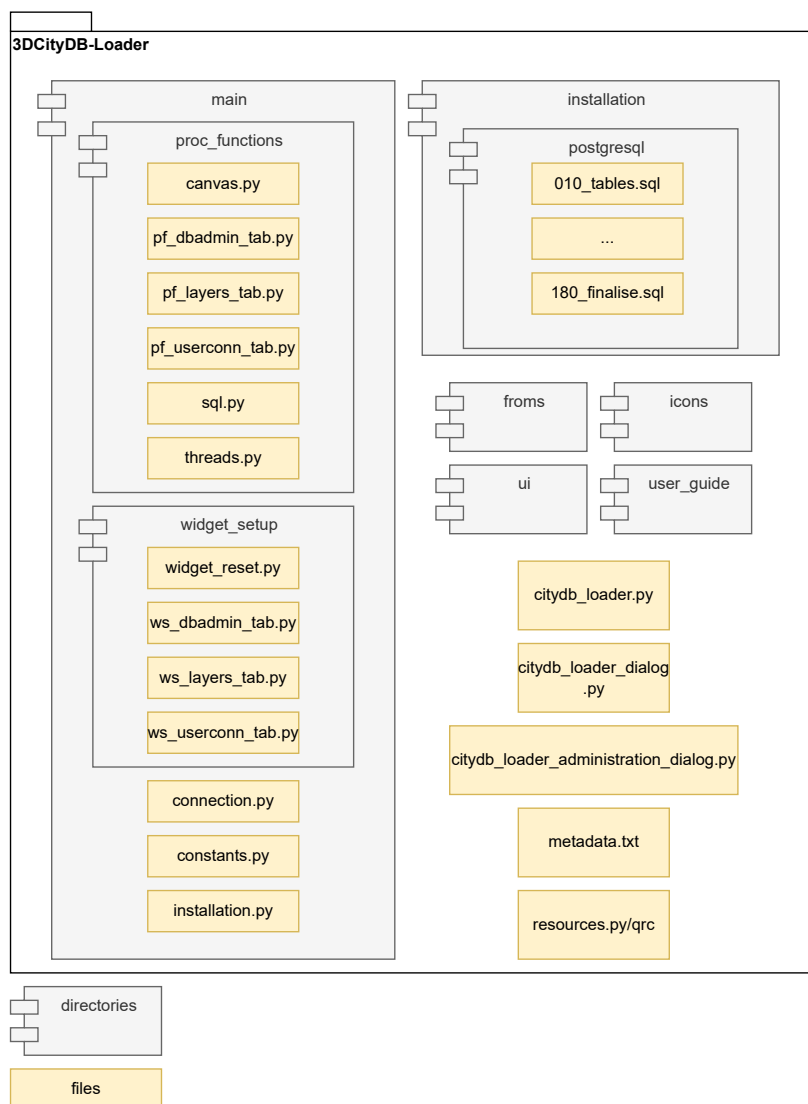 3DCityDB-Loader
main
proc_functions
canvas.py
pf_dbadmin_tab.py
pf_layers_tab.py
pf_userconn_tab.py
sql.py
threads.py
widget_setup
widget_reset.py
ws_dbadmin_tab.py
ws_layers_tab.py
ws_userconn_tab.py
connection.py
constants.py
installation.py
installation
postgresql
010_tables.sql
...
180_finalise.sql
froms
icons
ui
user_guide
citydb_loader.py
citydb_loader_dialog
.py
citydb_loader_administration_dialog.py
metadata.txt
resources.py/qrc
directories
files